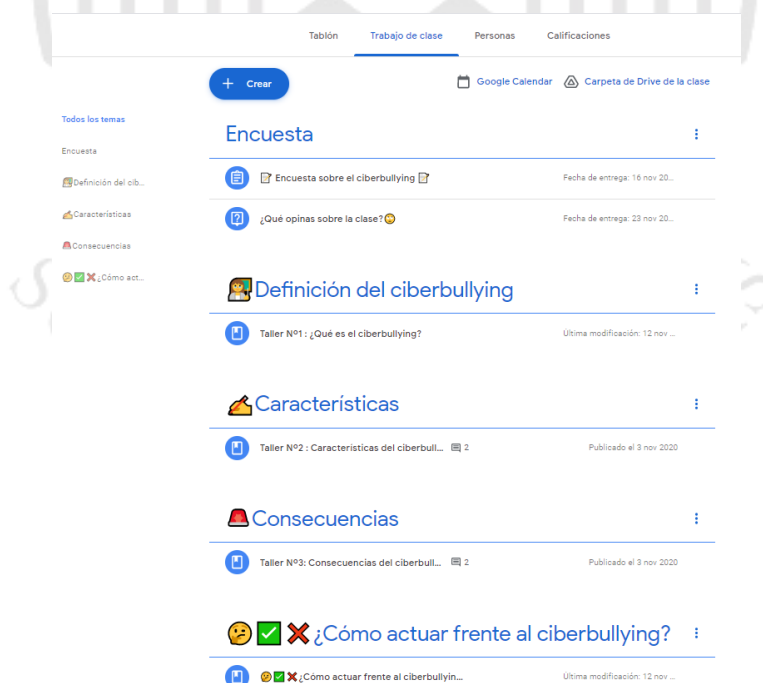 Tablón Trabajo de clase Personas Calificaciones
+ Crear Google Calendar Carpeta de Drive de la clase
Todos los temas
Encuesta
👩‍🏫Definición del cib...
✍️Características
🚨Consecuencias
🤔✅❌¿Cómo act...
Encuesta
📝 Encuesta sobre el ciberbullying 📝 Fecha de entrega: 16 nov 20...
¿Qué opinas sobre la clase?🙄 Fecha de entrega: 23 nov 20...
👩‍🏫Definición del ciberbullying
Taller Nº1 : ¿Qué es el ciberbullying? Última modificación: 12 nov ...
✍️Características
Taller Nº2 : Caracteristicas del ciberbull... 2 Publicado el 3 nov 2020
🚨Consecuencias
Taller Nº3: Consecuencias del ciberbull... 2 Publicado el 3 nov 2020
🤔✅❌¿Cómo actuar frente al ciberbullying?
🤔✅❌¿Cómo actuar frente al ciberbullyin... Última modificación: 12 nov ...